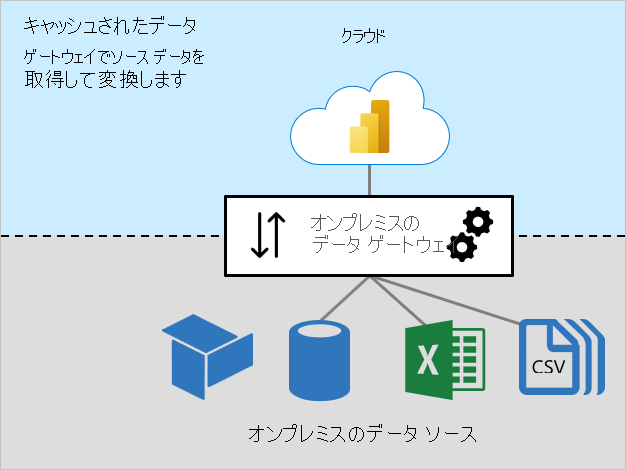 キャッシュされたデータ
ゲートウェイでソース データを
取得して変換します
クラウド
オンプレミスの
データ ゲートウェイ
X
CSV
オンプレミスのデータ ソース